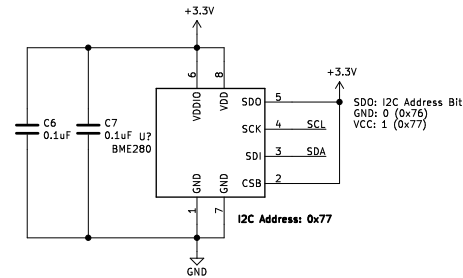 +3.3V
+3.3V
6
8
VDDIO
VDD
SDO
5
SDO: I2C Address Bit
GND: 0 (0x76)
VCC: 1 (0x77)
C6
0.1uF
C7
0.1uF
U?
BME280
SCK
4
SCL
SDI
3
SDA
CSB
2
GND
GND
1
7
I2C Address: 0x77
GND